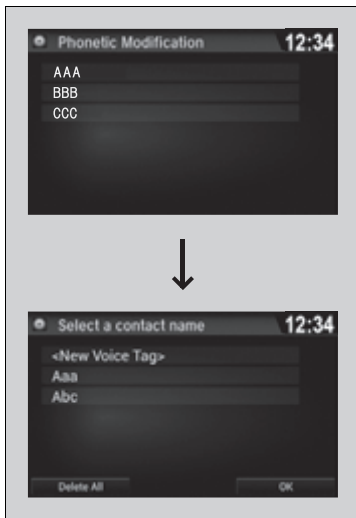 Phonetic Modification 12:34
AAA
BBB
CCC
Select a contact name 12:34
<New Voice Tag>
Aaa
Abc
Delete All OK